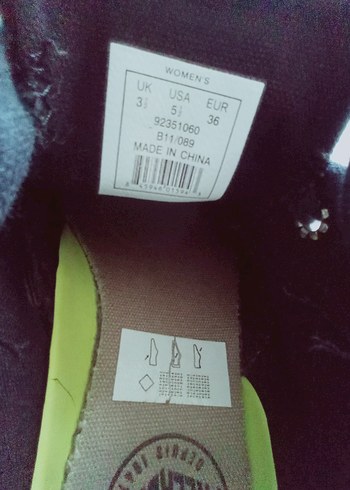 WOMEN'S
UK USA EUR
3½ 5½ 36
92351060
B11/089
MADE IN CHINA